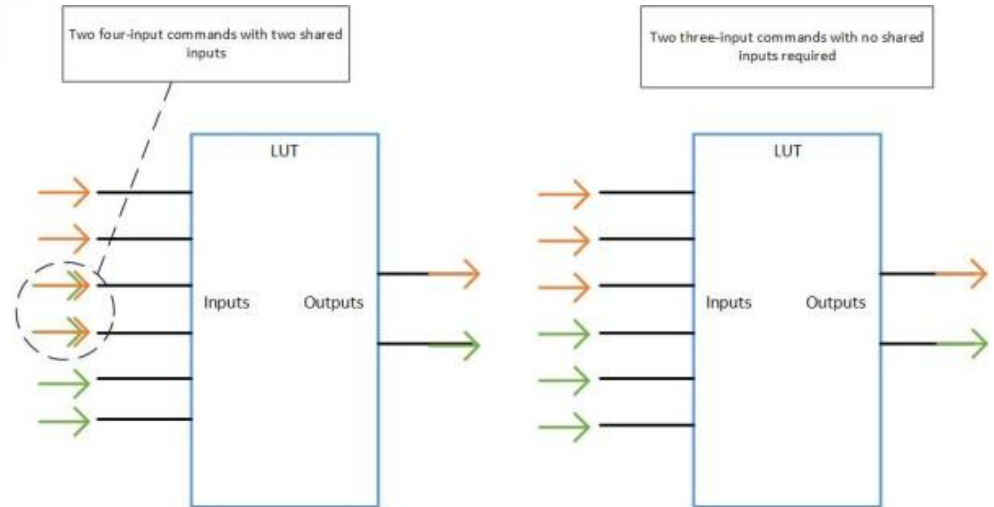 Two four-input commands with two shared
inputs
Two three-input commands with no shared
inputs required
LUT
Inputs
Outputs
LUT
Inputs
Outputs